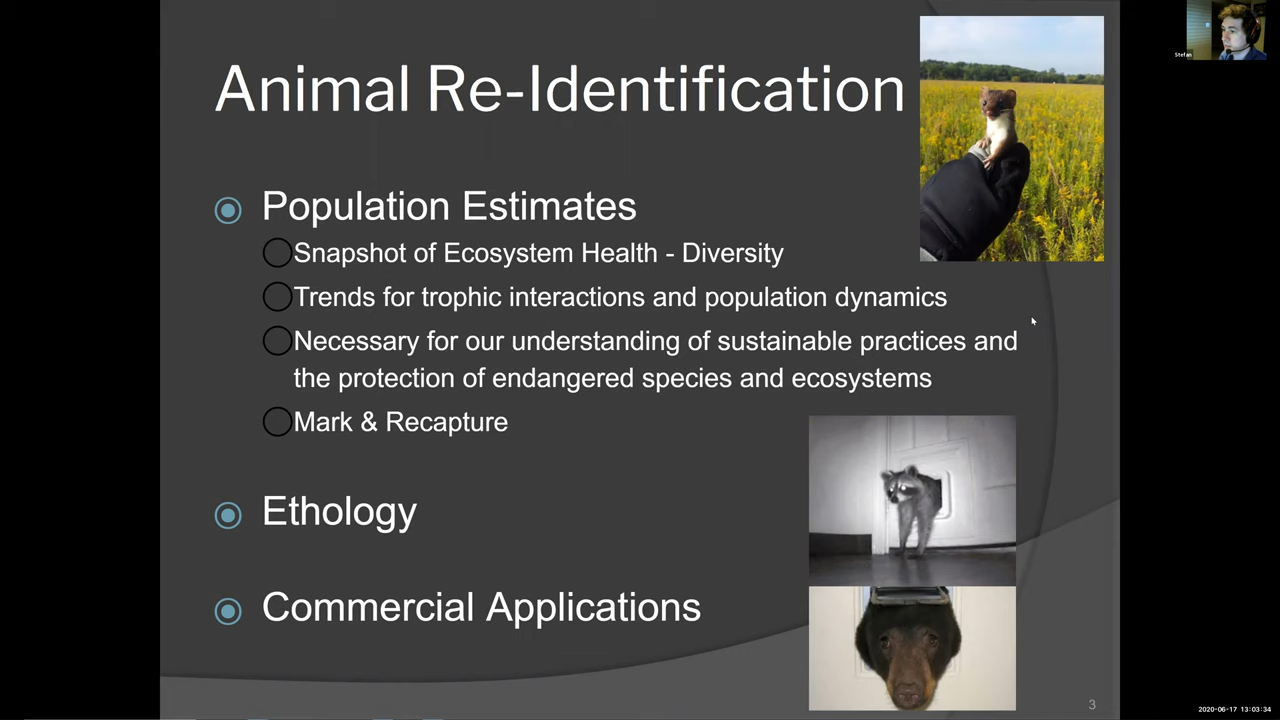 Animal Re-Identification
Population Estimates
Snapshot of Ecosystem Health - Diversity
Trends for trophic interactions and population dynamics
Necessary for our understanding of sustainable practices and
the protection of endangered species and ecosystems
Mark & Recapture
Ethology
Commercial Applications
3
Stefan
2020-06-17 13:03:34